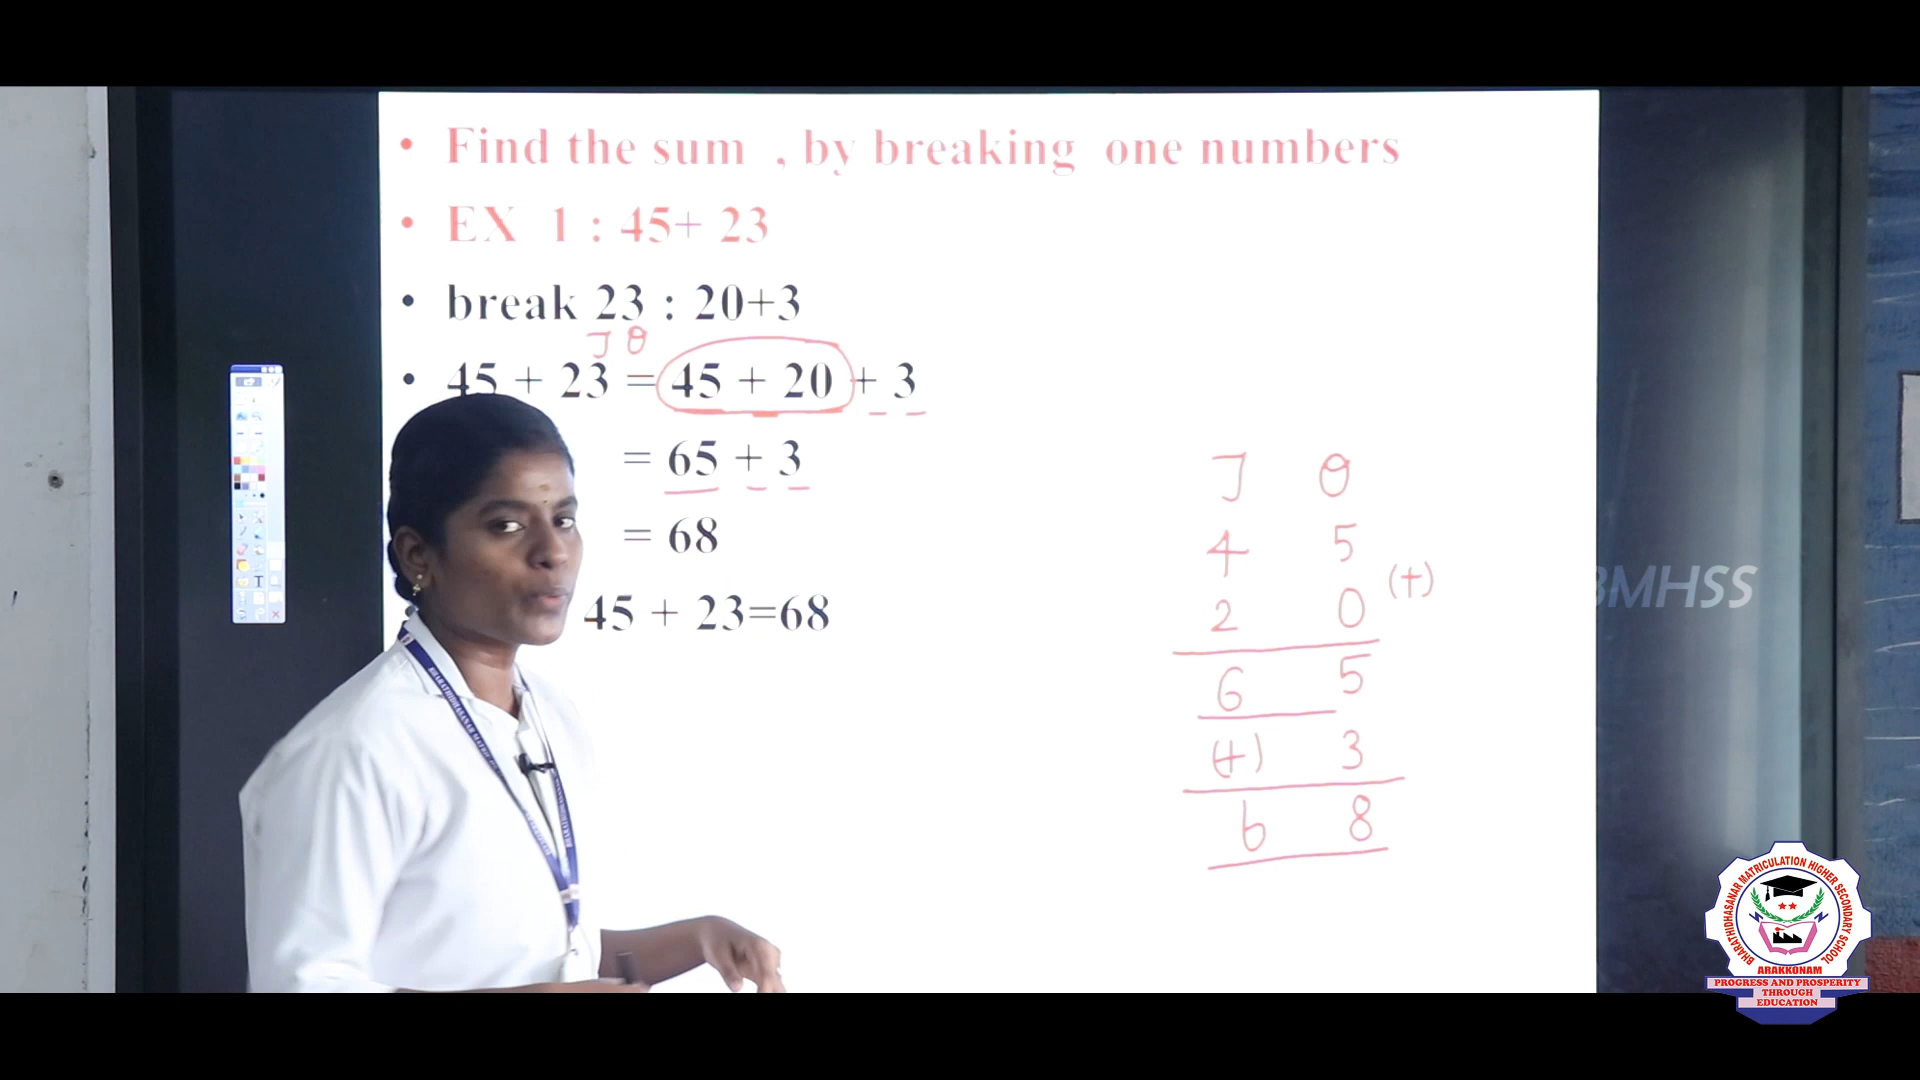 • Find the sum , by breaking one numbers
• EX 1 : 45+ 23
• break 23 : 20+3
T O
• 45 + 23 = 45 + 20 + 3
= 65 + 3
= 68
45 + 23=68
T O
4 5
2 0 (+)
6 5
(+) 3
6 8
BMHSS
BHARATHIDHASANAR MATRICULATION HIGHER SECONDARY SCHOOL
ARAKKONAM
PROGRESS AND PROSPERITY
THROUGH
EDUCATION